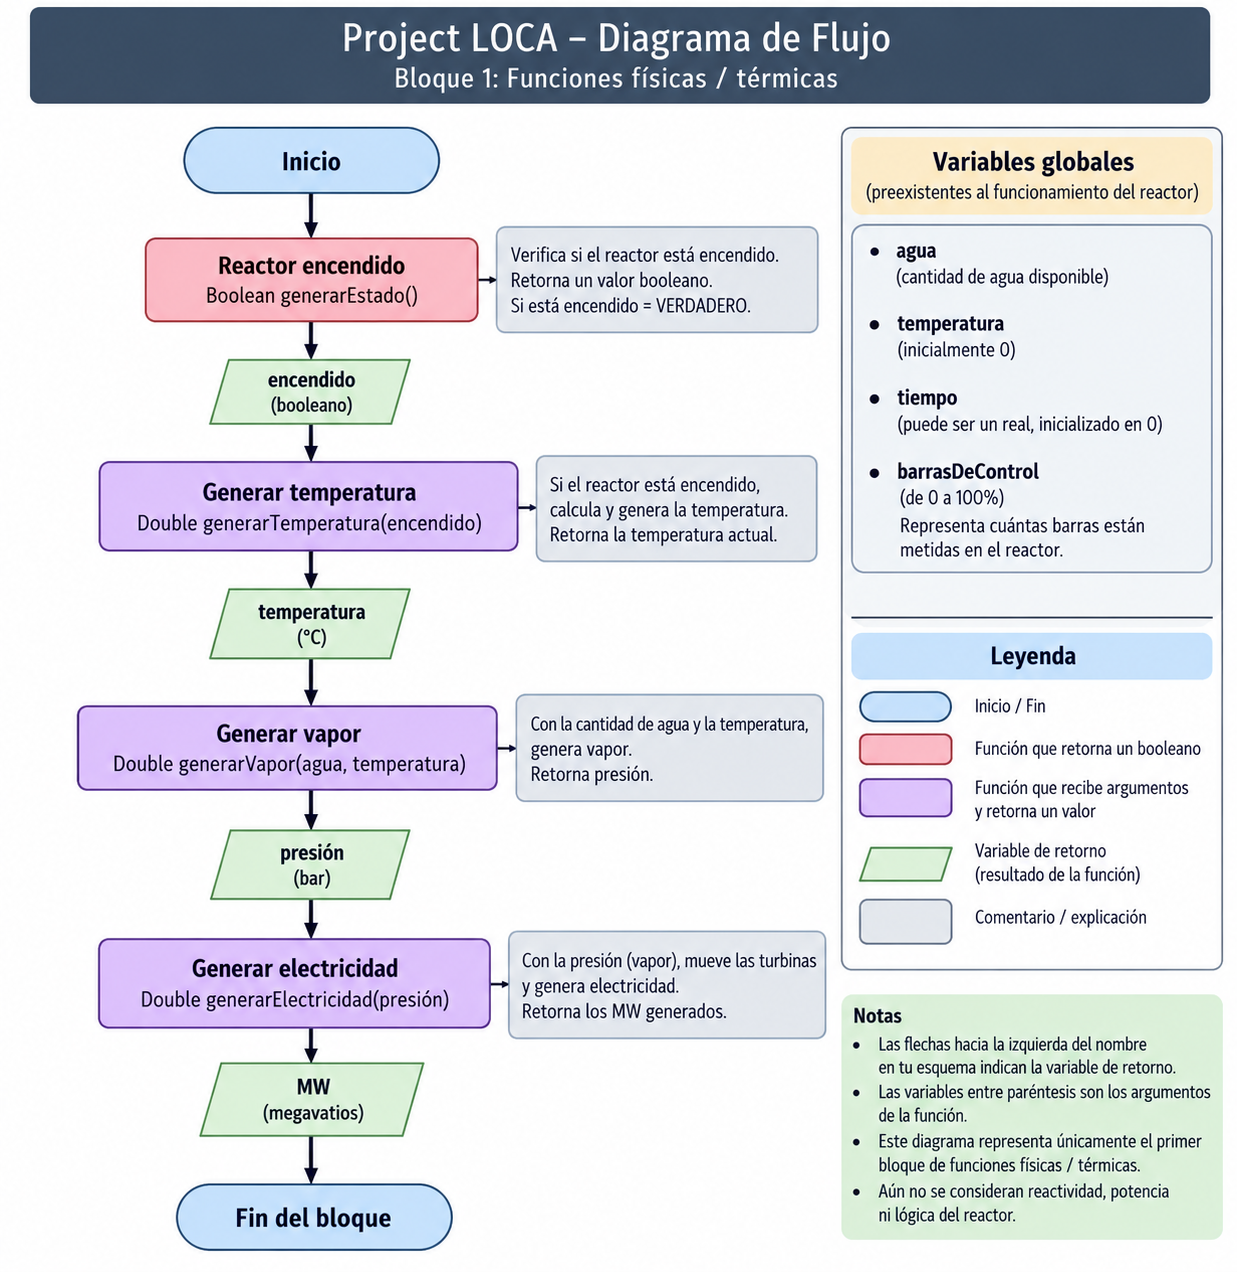 Project LOCA – Diagrama de Flujo
Bloque 1: Funciones físicas / térmicas
Inicio
Reactor encendido
Boolean generarEstado()
Verifica si el reactor está encendido.
Retorna un valor booleano.
Si está encendido = VERDADERO.
encendido
(booleano)
Generar temperatura
Double generarTemperatura(encendido)
Si el reactor está encendido,
calcula y genera la temperatura.
Retorna la temperatura actual.
temperatura
(°C)
Generar vapor
Double generarVapor(agua, temperatura)
Con la cantidad de agua y la temperatura,
genera vapor.
Retorna presión.
presión
(bar)
Generar electricidad
Double generarElectricidad(presión)
Con la presión (vapor), mueve las turbinas
y genera electricidad.
Retorna los MW generados.
MW
(megavatios)
Fin del bloque
Variables globales
(preexistentes al funcionamiento del reactor)
● agua
(cantidad de agua disponible)
● temperatura
(inicialmente 0)
● tiempo
(puede ser un real, inicializado en 0)
● barrasDeControl
(de 0 a 100%)
Representa cuántas barras están
metidas en el reactor.
Leyenda
Inicio / Fin
Función que retorna un booleano
Función que recibe argumentos
y retorna un valor
Variable de retorno
(resultado de la función)
Comentario / explicación
Notas
● Las flechas hacia la izquierda del nombre
en tu esquema indican la variable de retorno.
● Las variables entre paréntesis son los argumentos
de la función.
● Este diagrama representa únicamente el primer
bloque de funciones físicas / térmicas.
● Aún no se consideran reactividad, potencia
ni lógica del reactor.